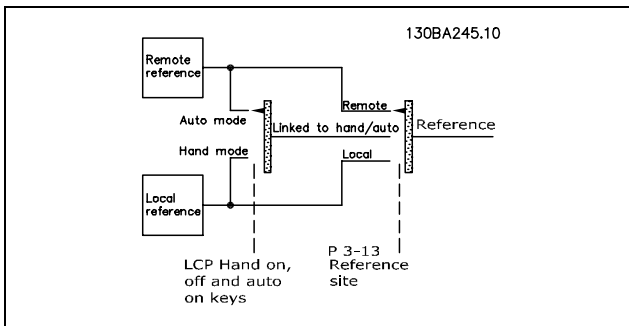 130BA245.10
Remote
reference
Auto mode
Hand mode
Linked to hand/auto
Remote
Local
Reference
Local
reference
LCP Hand on,
off and auto
on keys
P 3-13
Reference
site